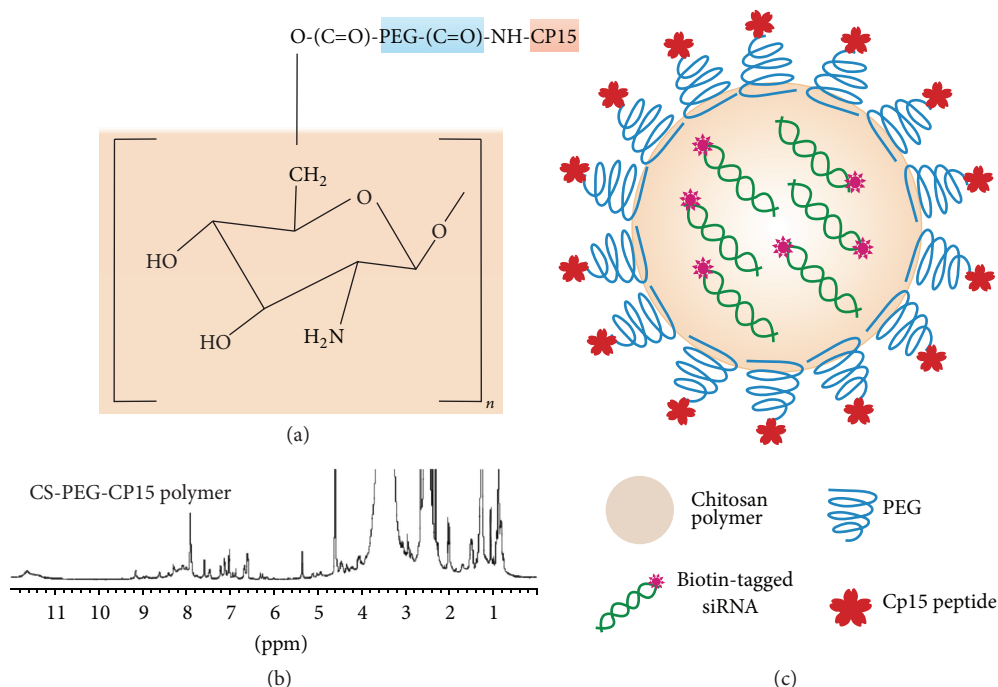 O-(C=O)-PEG-(C=O)-NH-CP15
CH2
O
O
HO
HO
H2N
n
(a)
CS-PEG-CP15 polymer
11 10 9 8 7 6 5 4 3 2 1
(ppm)
(b)
Chitosan
polymer
PEG
Biotin-tagged
siRNA
Cp15 peptide
(c)